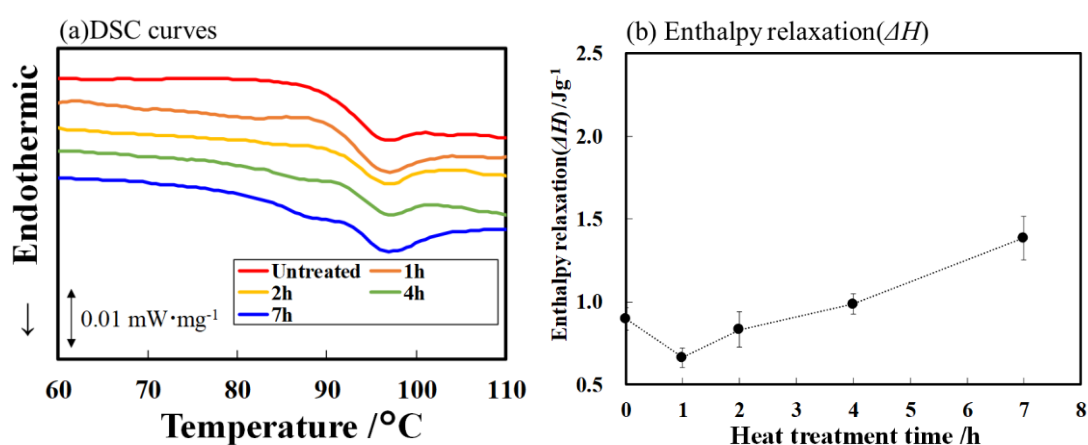 (a)DSC curves
← Endothermic
Untreated
1h
2h
4h
7h
0.01 mW·mg-1
60 70 80 90 100 110
Temperature /°C
(b) Enthalpy relaxation(ΔH)
Enthalpy relaxation(ΔH) /Jg-1
2.5
2.0
1.5
1.0
0.5
0 1 2 3 4 5 6 7 8
Heat treatment time /h